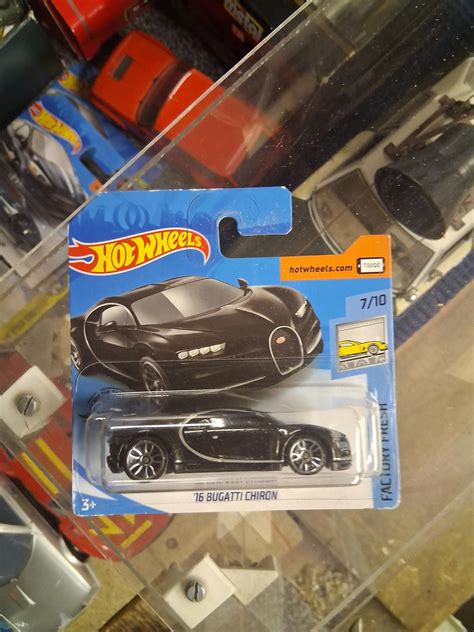 HOT WHEELS
hotwheels.com
7/10
FACTORY FRESH
'16 BUGATTI CHIRON
3+